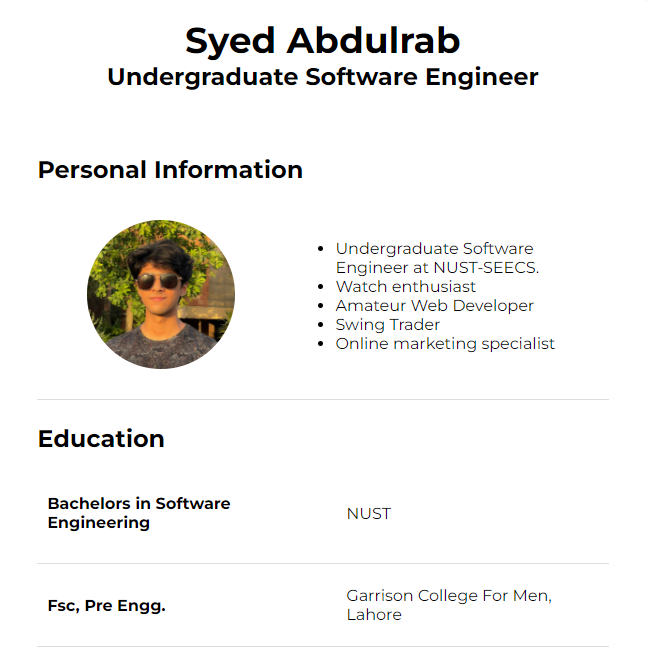 Syed Abdulrab
Undergraduate Software Engineer
Personal Information
Undergraduate Software
Engineer at NUST-SEECS.
Watch enthusiast
Amateur Web Developer
Swing Trader
Online marketing specialist
Education
Bachelors in Software
Engineering
NUST
Fsc, Pre Engg.
Garrison College For Men,
Lahore